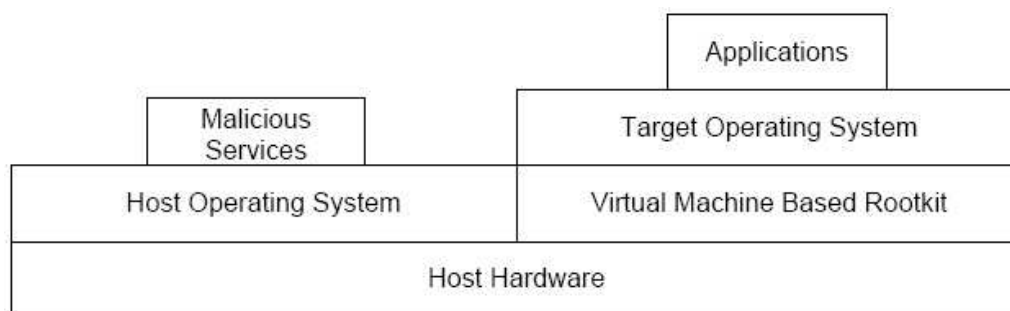 Applications
Malicious
Services
Target Operating System
Host Operating System
Virtual Machine Based Rootkit
Host Hardware